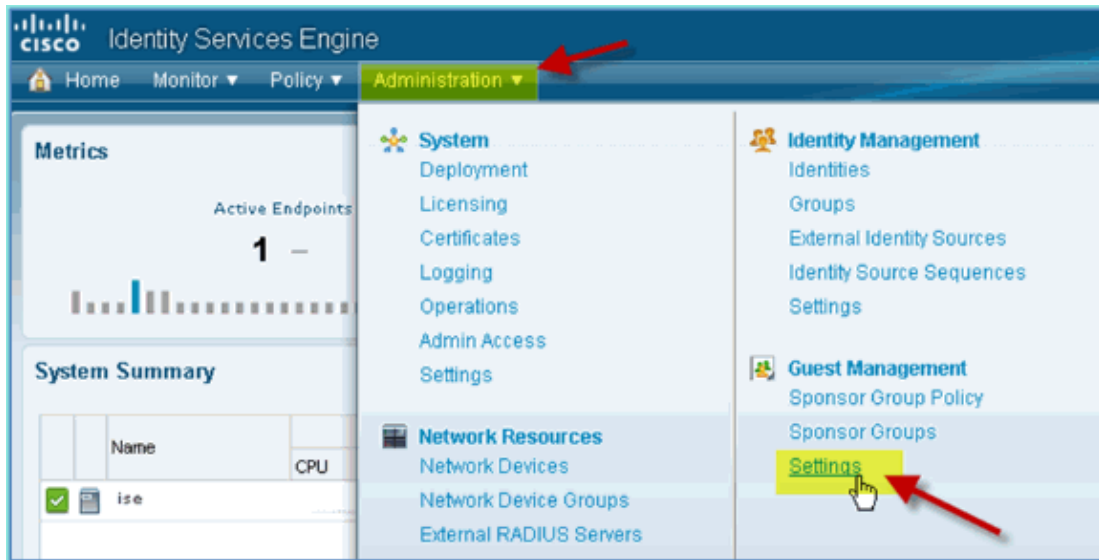 CISCO Identity Services Engine
Home Monitor ▼ Policy ▼ Administration ▼
Metrics
Active Endpoints
1 –
System Summary
Name
CPU
ise
System
Deployment
Licensing
Certificates
Logging
Operations
Admin Access
Settings
Network Resources
Network Devices
Network Device Groups
External RADIUS Servers
Identity Management
Identities
Groups
External Identity Sources
Identity Source Sequences
Settings
Guest Management
Sponsor Group Policy
Sponsor Groups
Settings